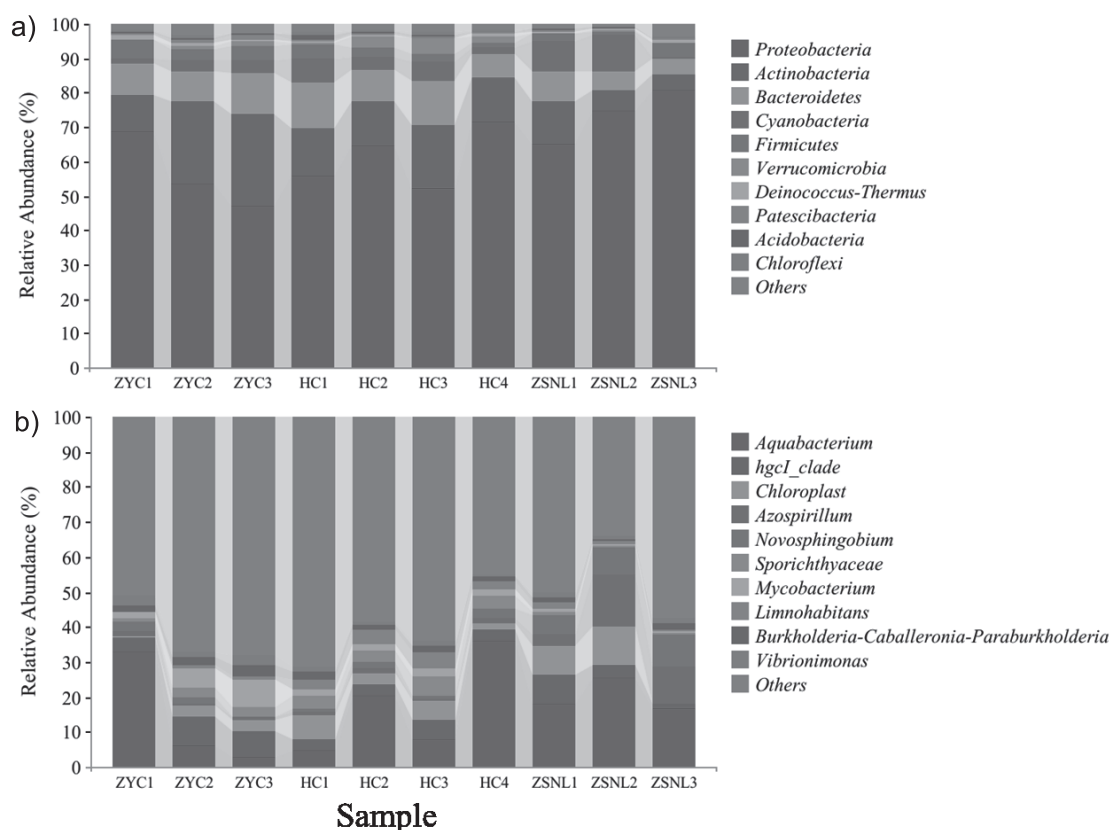 a)
Relative Abundance (%)
100
90
80
70
60
50
40
30
20
10
0
ZYC1 ZYC2 ZYC3 HC1 HC2 HC3 HC4 ZSNL1 ZSNL2 ZSNL3
Proteobacteria
Actinobacteria
Bacteroidetes
Cyanobacteria
Firmicutes
Verrucomicrobia
Deinococcus-Thermus
Patescibacteria
Acidobacteria
Chloroflexi
Others
b)
Relative Abundance (%)
100
90
80
70
60
50
40
30
20
10
0
ZYC1 ZYC2 ZYC3 HC1 HC2 HC3 HC4 ZSNL1 ZSNL2 ZSNL3
Aquabacterium
hgcI_clade
Chloroplast
Azospirillum
Novosphingobium
Sporichthyaceae
Mycobacterium
Limnohabitans
Burkholderia-Caballeronia-Paraburkholderia
Vibrionimonas
Others
Sample